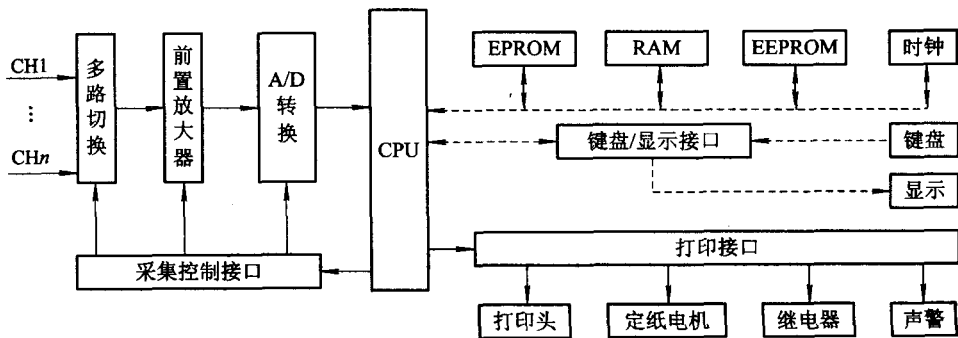 CH1
⋮
CHn
多路切换
前置放大器
A/D
转换
CPU
采集控制接口
EPROM
RAM
EEPROM
时钟
键盘/显示接口
键盘
显示
打印接口
打印头
定纸电机
继电器
声警